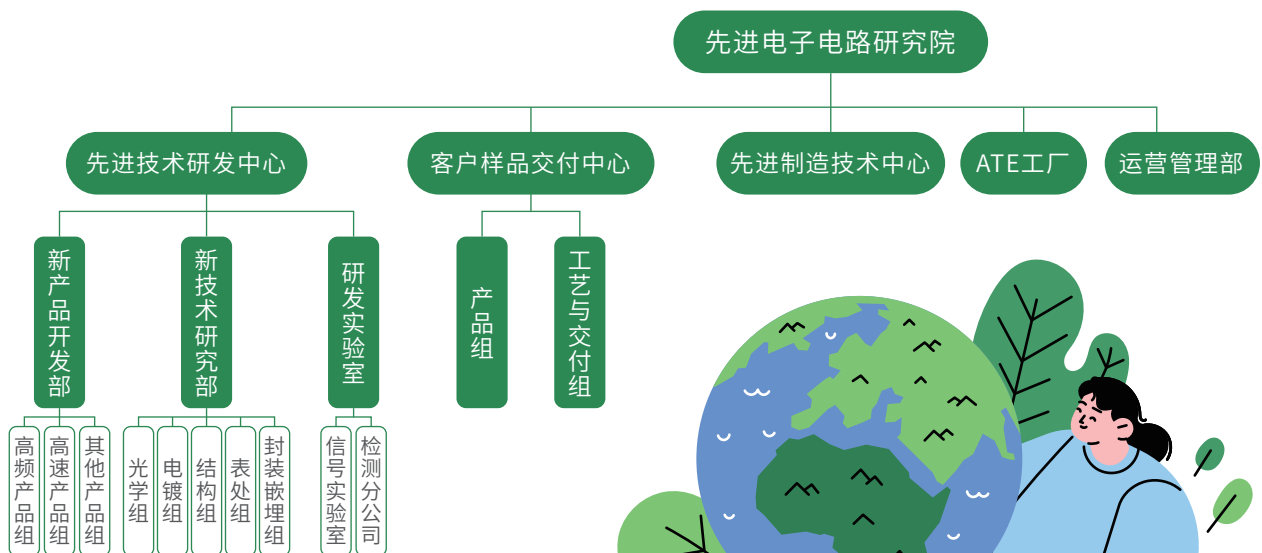 先进电子电路研究院
先进技术研发中心
客户样品交付中心
先进制造技术中心
ATE工厂
运营管理部
新产品开发部
新技术研究部
研发实验室
产品组
工艺与交付组
高频产品组
高速产品组
其他产品组
光学组
电镀组
结构组
表处组
封装嵌埋组
信号实验室
检测分公司